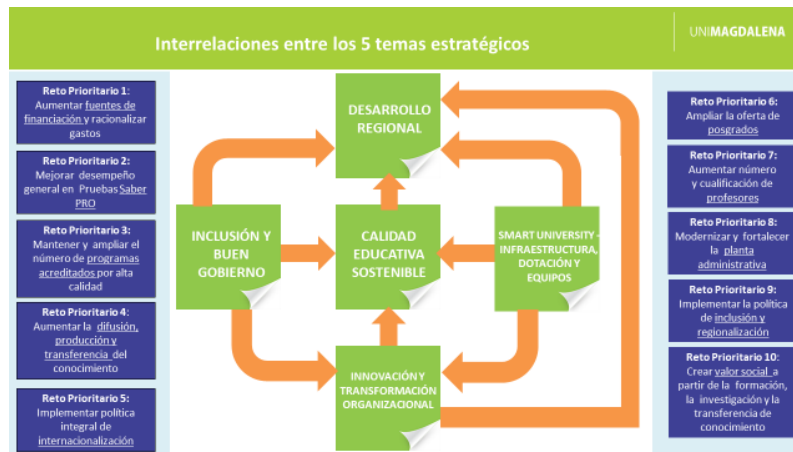 Interrelaciones entre los 5 temas estratégicos
UNIMAGDALENA
Reto Prioritario 1:
Aumentar fuentes de
financiación y racionalizar
gastos
Reto Prioritario 2:
Mejorar desempeño
general en Pruebas Saber
PRO
Reto Prioritario 3:
Mantener y ampliar el
número de programas
acreditados por alta
calidad
Reto Prioritario 4:
Aumentar la difusión,
producción y
transferencia del
conocimiento
Reto Prioritario 5:
Implementar política
integral de
internacionalización
DESARROLLO
REGIONAL
INCLUSIÓN Y
BUEN
GOBIERNO
CALIDAD
EDUCATIVA
SOSTENIBLE
SMART UNIVERSITY -
INFRAESTRUCTURA,
DOTACIÓN Y
EQUIPOS
INNOVACIÓN Y
TRANSFORMACIÓN
ORGANIZACIONAL
Reto Prioritario 6:
Ampliar la oferta de
posgrados
Reto Prioritario 7:
Aumentar número
y cualificación de
profesores
Reto Prioritario 8:
Modernizar y fortalecer
la planta
administrativa
Reto Prioritario 9:
Implementar la política
de inclusión y
regionalización
Reto Prioritario 10:
Crear valor social a
partir de la formación,
la investigación y la
transferencia de
conocimiento